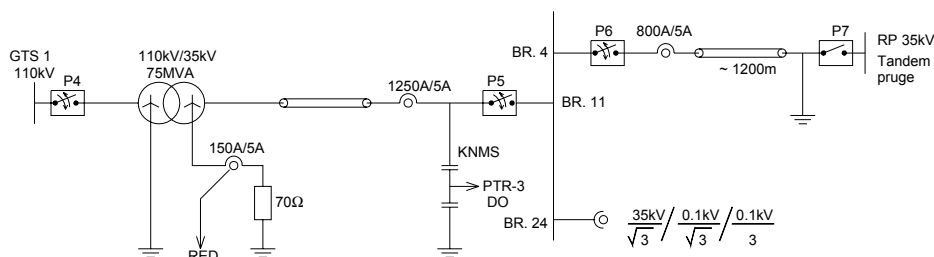 GTS 1
110kV
P4
110kV/35kV
75MVA
150A/5A
70Ω
RED
1250A/5A
P5
KNMS
PTR-3
DO
BR. 4
BR. 11
BR. 24
P6
800A/5A
~ 1200m
P7
RP 35kV
Tandem
pruge
35kV/√3 / 0.1kV/√3 / 0.1kV/3